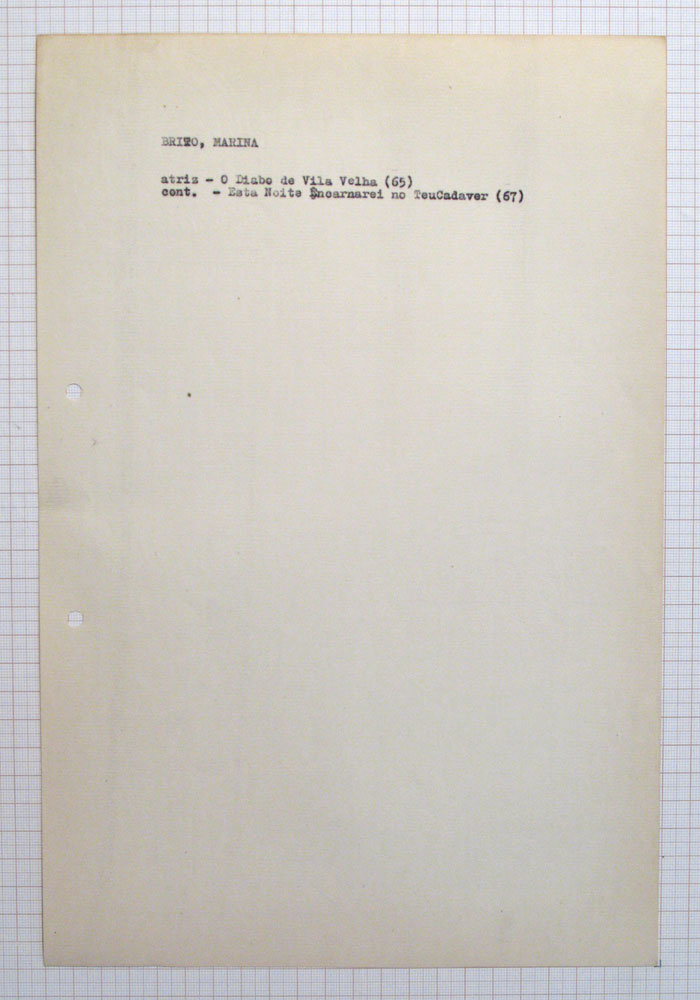 BRITO, MARINA
atriz - O Diabo de Vila Velha (65)
cont. - Esta Noite Encarnarei no TeuCadaver (67)